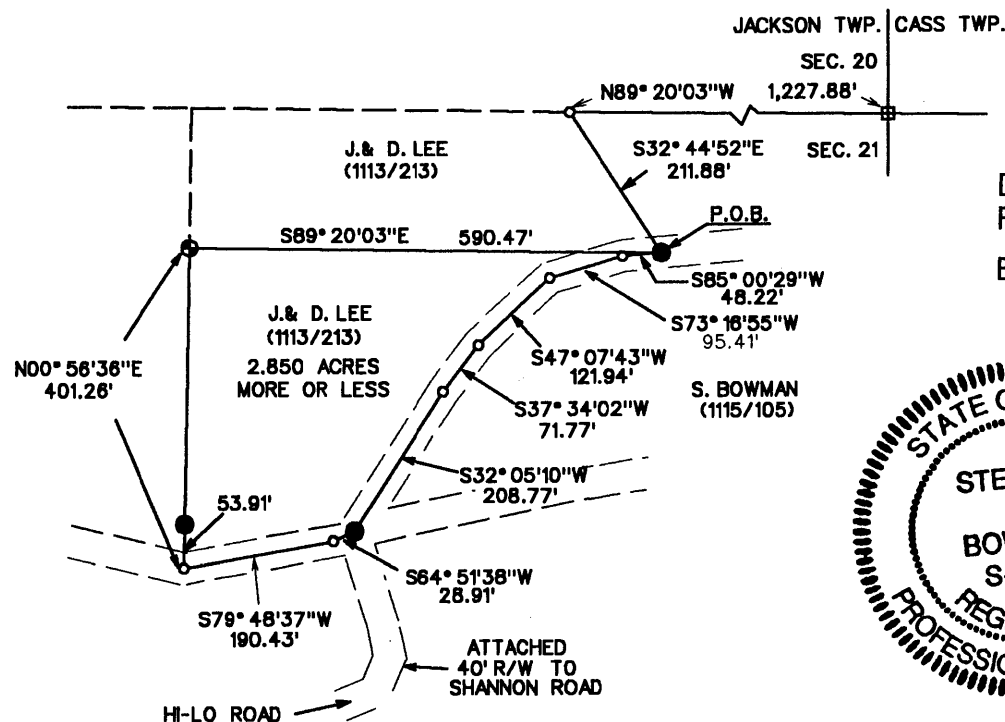 JACKSON TWP. CASS TWP.
SEC. 20
N89° 20'03"W 1,227.88'
SEC. 21
J.& D. LEE
(1113/213)
S32° 44'52"E
211.88'
P.O.B.
S89° 20'03"E 590.47'
S85° 00'29"W
48.22'
J.& D. LEE
(1113/213)
2.850 ACRES
MORE OR LESS
S73° 16'55"W
95.41'
N00° 56'36"E
401.26'
S47° 07'43"W
121.94'
S. BOWMAN
(1115/105)
S37° 34'02"W
71.77'
S32° 05'10"W
208.77'
53.91'
S64° 51'38"W
28.91'
S79° 48'37"W
190.43'
ATTACHED
40' R/W TO
SHANNON ROAD
HI-LO ROAD
STATE O
STE
BOW
S-
REG
PROFESSIO